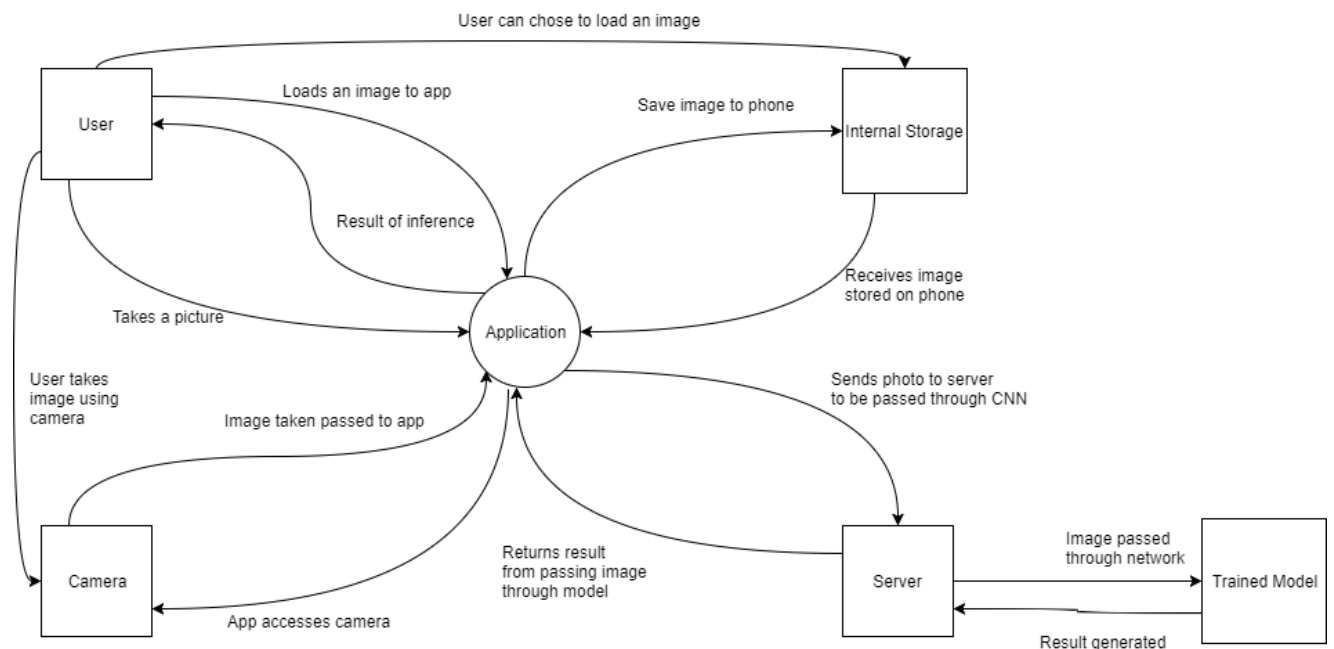 User can chose to load an image
Loads an image to app
Save image to phone
User
Internal Storage
Result of inference
Receives image
stored on phone
Takes a picture
Application
User takes
image using
camera
Sends photo to server
to be passed through CNN
Image taken passed to app
Returns result
from passing image
through model
Image passed
through network
Camera
Server
Trained Model
App accesses camera
Result generated